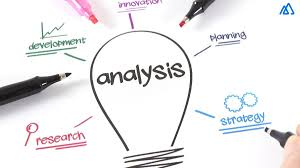 innovation
development
planning
analysis
research
strategy